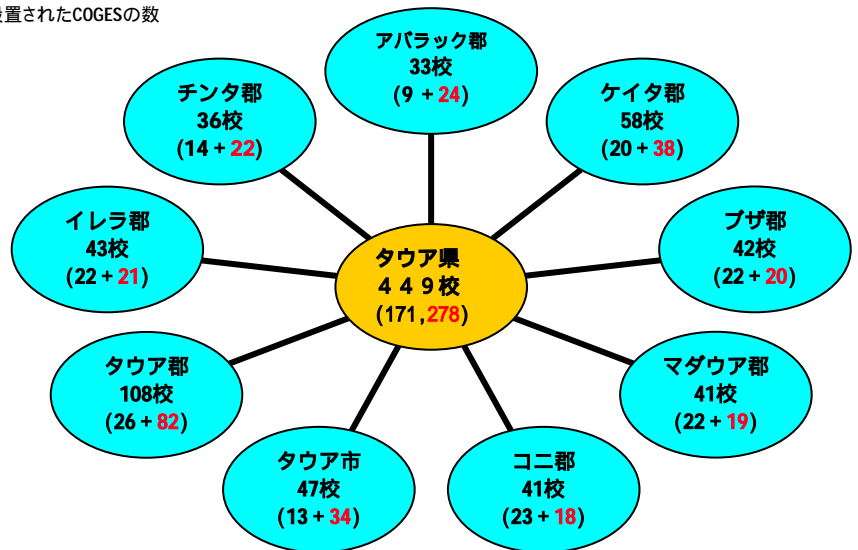 設置されたCOGESの数
アバラック郡
33校
(9 + 24)
チンタ郡
36校
(14 + 22)
ケイタ郡
58校
(20 + 38)
イレラ郡
43校
(22 + 21)
ブザ郡
42校
(22 + 20)
タウア県
４４９校
(171,278)
タウア郡
108校
(26 + 82)
マダウア郡
41校
(22 + 19)
タウア市
47校
(13 + 34)
コニ郡
41校
(23 + 18)